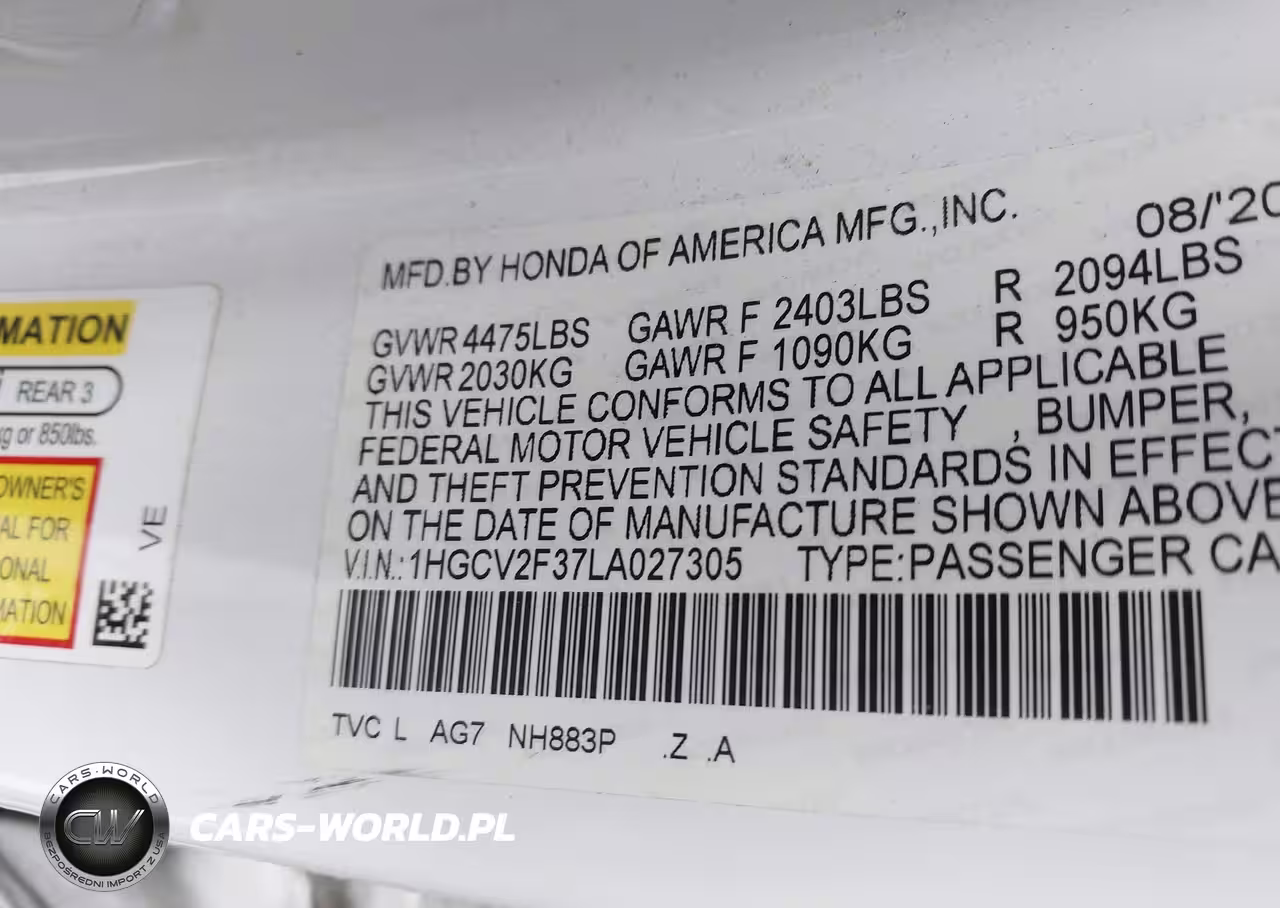 MATION
REAR 3
kg or 850lbs.
OWNER'S
AL FOR
ONAL
MATION
VE
MFD.BY HONDA OF AMERICA MFG.,INC. 08/'20
GVWR 4475LBS GAWR F 2403LBS R 2094LBS
GVWR 2030KG GAWR F 1090KG R 950KG
THIS VEHICLE CONFORMS TO ALL APPLICABLE
FEDERAL MOTOR VEHICLE SAFETY , BUMPER,
AND THEFT PREVENTION STANDARDS IN EFFECT
ON THE DATE OF MANUFACTURE SHOWN ABOVE
V.I.N.: 1HGCV2F37LA027305 TYPE:PASSENGER CA
TVC L AG7 NH883P .Z .A
CARS-WORLD
CW
BEZPOŚREDNI IMPORT Z USA
CARS-WORLD.PL